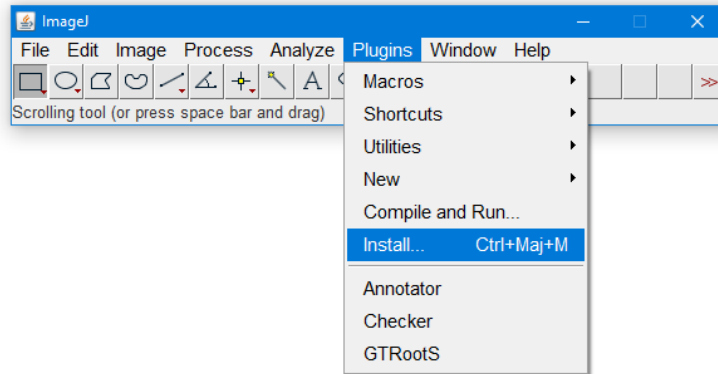 ImageJ
File Edit Image Process Analyze Plugins Window Help
A
>>
Scrolling tool (or press space bar and drag)
Macros
Shortcuts
Utilities
New
Compile and Run...
Install... Ctrl+Maj+M
Annotator
Checker
GTRootS